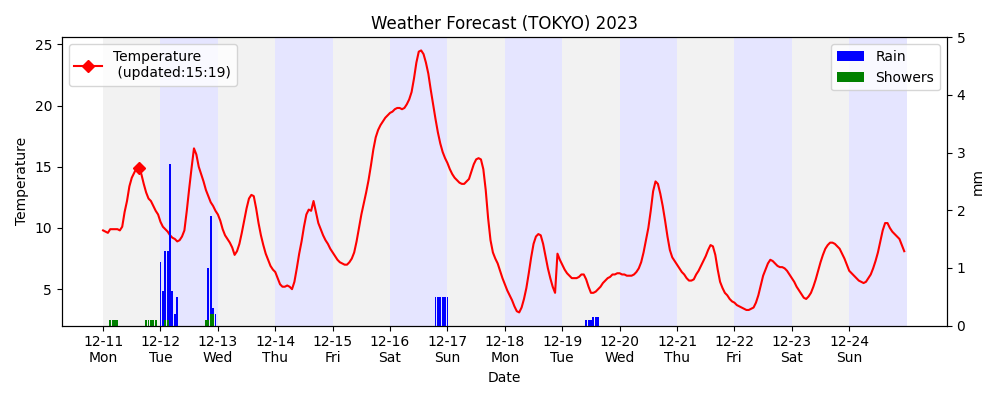 Weather Forecast (TOKYO) 2023
Temperature
(updated:15:19)
Rain
Showers
25
20
15
10
5
Temperature
5
4
3
2
1
0
mm
12-11 12-12 12-13 12-14 12-15 12-16 12-17 12-18 12-19 12-20 12-21 12-22 12-23 12-24
Mon Tue Wed Thu Fri Sat Sun Mon Tue Wed Thu Fri Sat Sun
Date